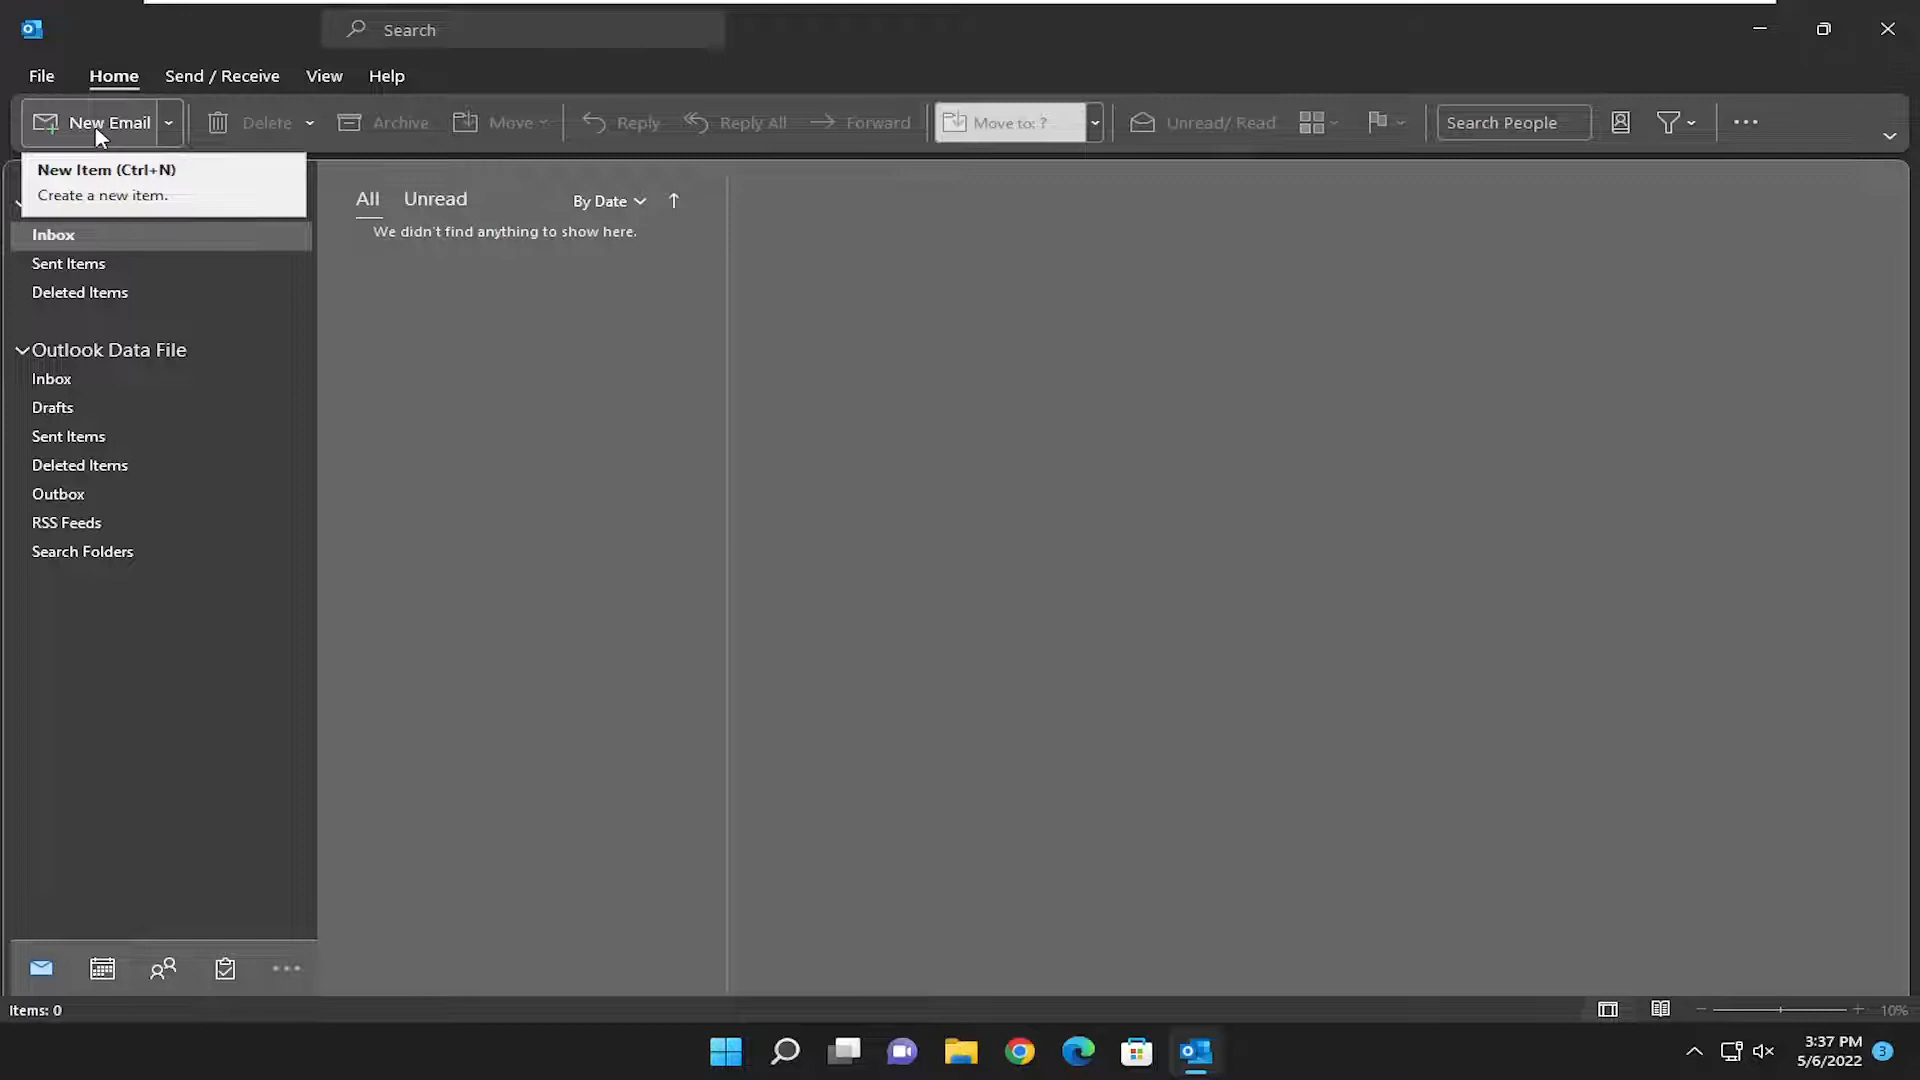 Search
File Home Send / Receive View Help
New Email Delete Archive Move Reply Reply All Forward Move to: ? Unread/ Read Search People
New Item (Ctrl+N)
Create a new item.
Inbox
Sent Items
Deleted Items
Outlook Data File
Inbox
Drafts
Sent Items
Deleted Items
Outbox
RSS Feeds
Search Folders
All Unread By Date
We didn't find anything to show here.
Items: 0
10%
3:37 PM
5/6/2022
3